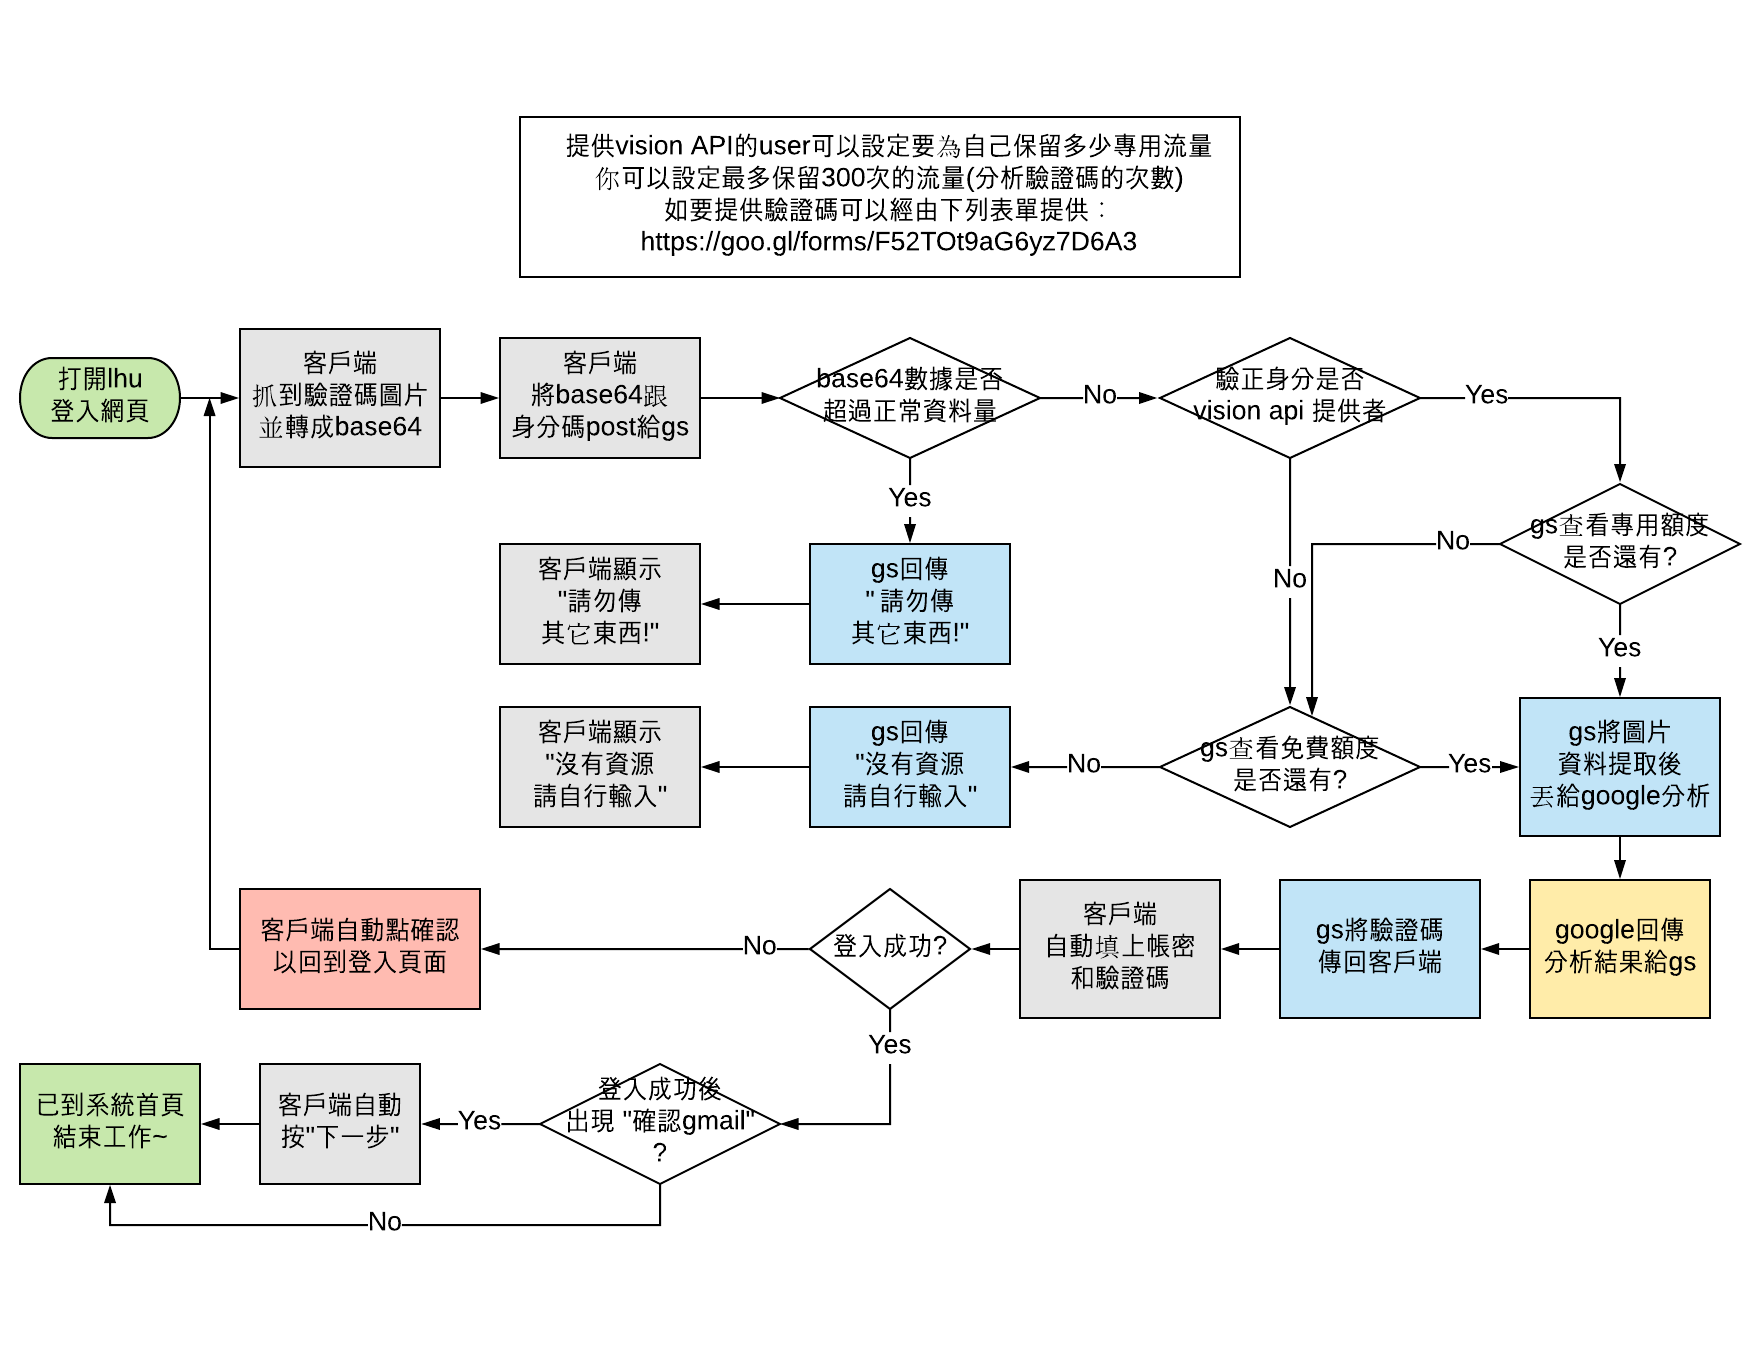 提供vision API的user可以設定要為自己保留多少專用流量
你可以設定最多保留300次的流量(分析驗證碼的次數)
如要提供驗證碼可以經由下列表單提供：
https://goo.gl/forms/F52TOt9aG6yz7D6A3
打開lhu
登入網頁
客戶端
抓到驗證碼圖片
並轉成base64
客戶端
將base64跟
身分碼post給gs
base64數據是否
超過正常資料量
No
驗正身分是否
vision api 提供者
Yes
Yes
gs查看專用額度
是否還有?
No
No
Yes
客戶端顯示
"請勿傳
其它東西!"
gs回傳
" 請勿傳
其它東西!"
客戶端顯示
"沒有資源
請自行輸入"
gs回傳
"沒有資源
請自行輸入"
No
gs查看免費額度
是否還有?
Yes
gs將圖片
資料提取後
丟給google分析
客戶端自動點確認
以回到登入頁面
No
登入成功?
客戶端
自動填上帳密
和驗證碼
gs將驗證碼
傳回客戶端
google回傳
分析結果給gs
Yes
已到系統首頁
結束工作~
客戶端自動
按"下一步"
Yes
登入成功後
出現 "確認gmail"
?
No